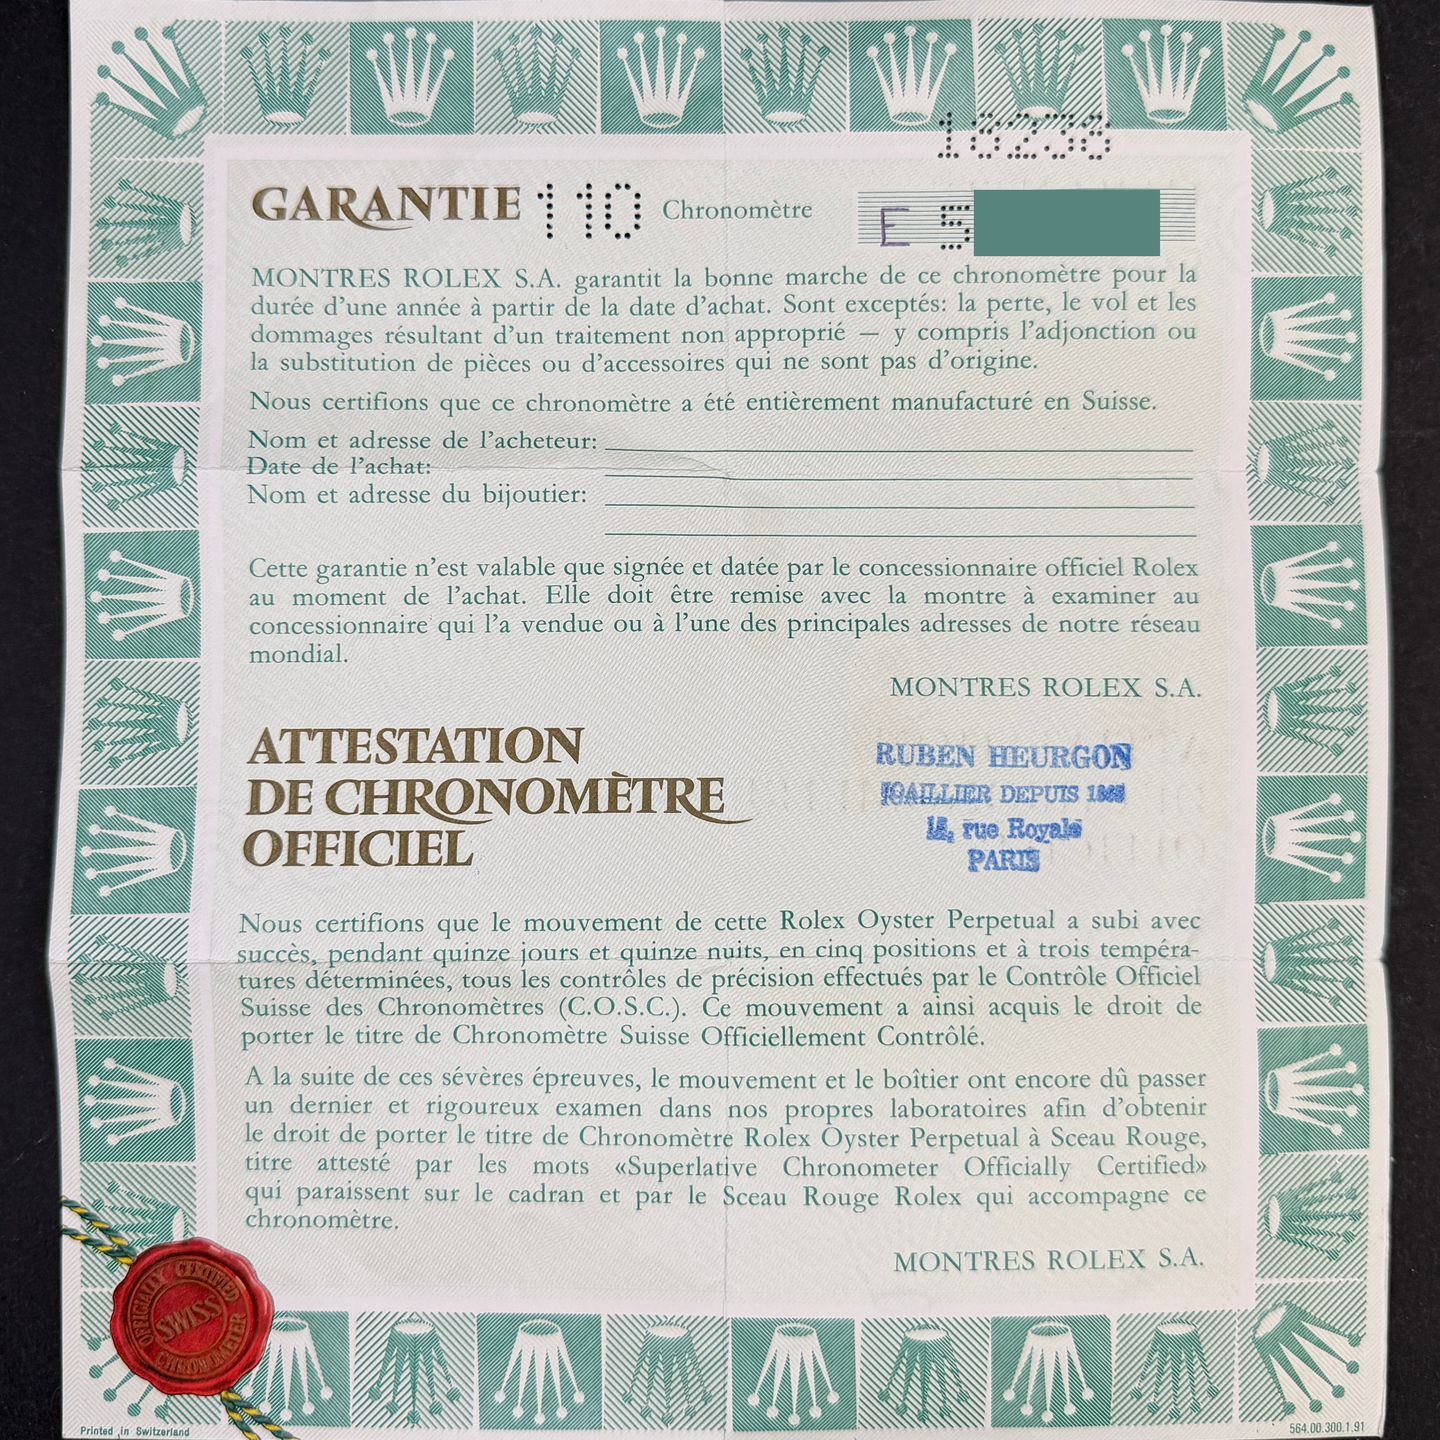 18238
GARANTIE 110 Chronomètre E 5
MONTRES ROLEX S.A. garantit la bonne marche de ce chronomètre pour la
durée d'une année à partir de la date d'achat. Sont exceptés: la perte, le vol et les
dommages résultant d'un traitement non approprié — y compris l'adjonction ou
la substitution de pièces ou d'accessoires qui ne sont pas d'origine.
Nous certifions que ce chronomètre a été entièrement manufacturé en Suisse.
Nom et adresse de l'acheteur:
Date de l'achat:
Nom et adresse du bijoutier:
Cette garantie n'est valable que signée et datée par le concessionnaire officiel Rolex
au moment de l'achat. Elle doit être remise avec la montre à examiner au
concessionnaire qui l'a vendue ou à l'une des principales adresses de notre réseau
mondial.
MONTRES ROLEX S.A.
ATTESTATION
DE CHRONOMÈTRE
OFFICIEL
RUBEN HEURGON
JOAILLIER DEPUIS
rue Royale
PARIS
Nous certifions que le mouvement de cette Rolex Oyster Perpetual a subi avec
succès, pendant quinze jours et quinze nuits, en cinq positions et à trois tempéra-
tures déterminées, tous les contrôles de précision effectués par le Contrôle Officiel
Suisse des Chronomètres (C.O.S.C.). Ce mouvement a ainsi acquis le droit de
porter le titre de Chronomètre Suisse Officiellement Contrôlé.
A la suite de ces sévères épreuves, le mouvement et le boîtier ont encore dû passer
un dernier et rigoureux examen dans nos propres laboratoires afin d'obtenir
le droit de porter le titre de Chronomètre Rolex Oyster Perpetual à Sceau Rouge,
titre attesté par les mots «Superlative Chronometer Officially Certified»
qui paraissent sur le cadran et par le Sceau Rouge Rolex qui accompagne ce
chronomètre.
MONTRES ROLEX S.A.
OFFICIALLY CERTIFIED
SWISS
CHRONOMETER
Printed in Switzerland
564.00.300.1.91